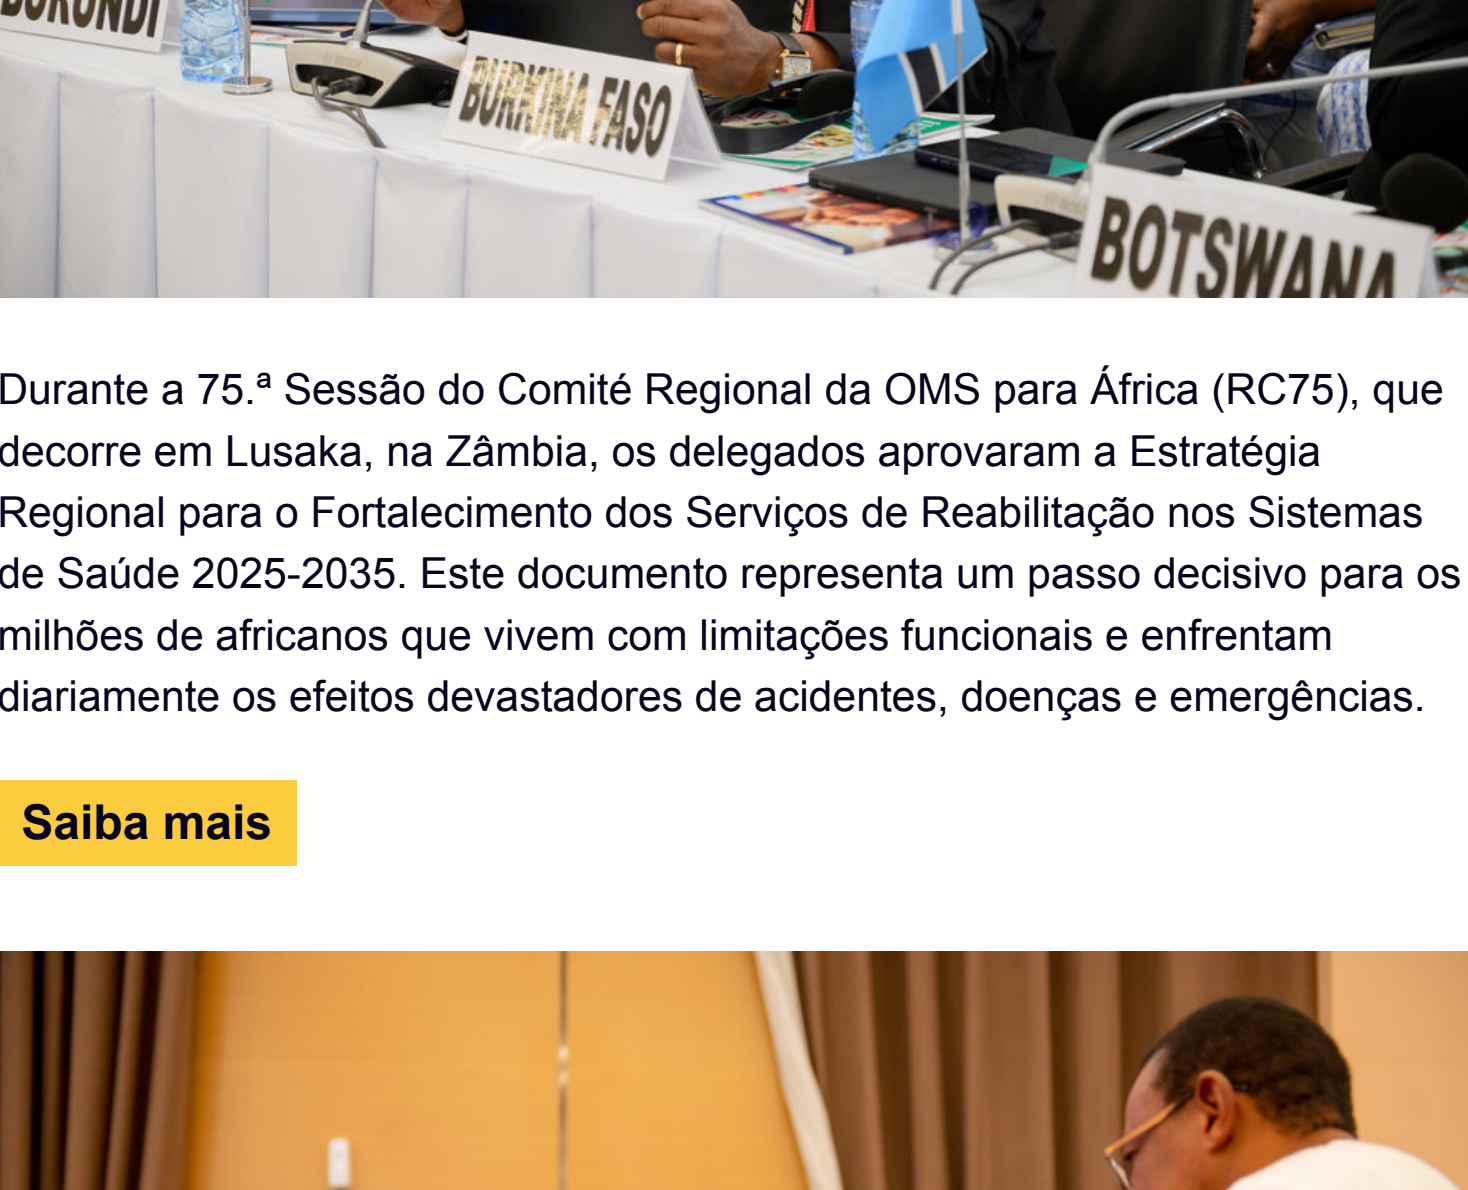 BURUNDI
BURKINA FASO
BOTSWANA
Durante a 75.ª Sessão do Comité Regional da OMS para África (RC75), que
decorre em Lusaka, na Zâmbia, os delegados aprovaram a Estratégia
Regional para o Fortalecimento dos Serviços de Reabilitação nos Sistemas
de Saúde 2025-2035. Este documento representa um passo decisivo para os
milhões de africanos que vivem com limitações funcionais e enfrentam
diariamente os efeitos devastadores de acidentes, doenças e emergências.
Saiba mais